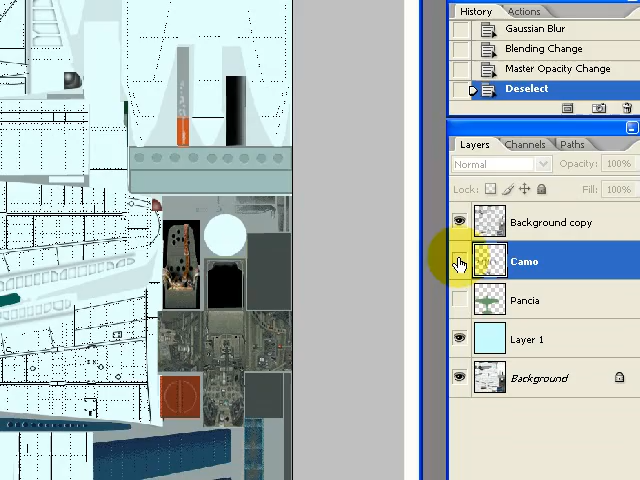 History Actions
Gaussian Blur
Blending Change
Master Opacity Change
Deselect
Layers Channels Paths
Normal Opacity: 100%
Lock: Fill: 100%
Background copy
Camo
Pancia
Layer 1
Background